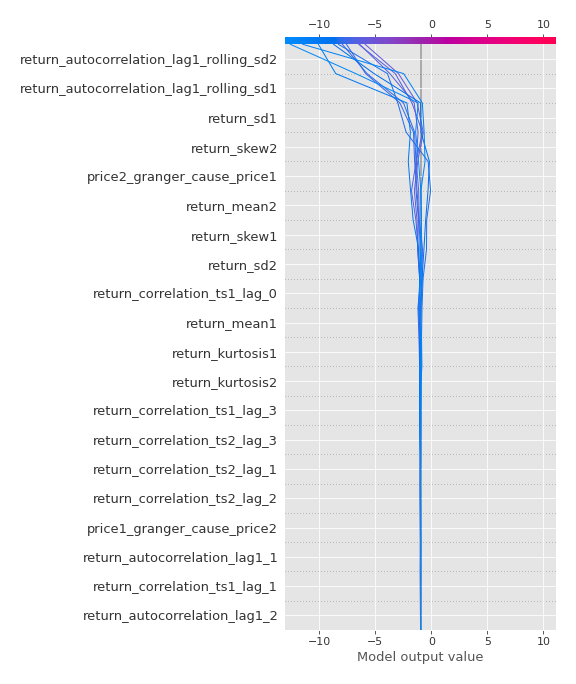 −10 −5 0 5 10
return_autocorrelation_lag1_rolling_sd2
return_autocorrelation_lag1_rolling_sd1
return_sd1
return_skew2
price2_granger_cause_price1
return_mean2
return_skew1
return_sd2
return_correlation_ts1_lag_0
return_mean1
return_kurtosis1
return_kurtosis2
return_correlation_ts1_lag_3
return_correlation_ts2_lag_3
return_correlation_ts2_lag_1
return_correlation_ts2_lag_2
price1_granger_cause_price2
return_autocorrelation_lag1_1
return_correlation_ts1_lag_1
return_autocorrelation_lag1_2
−10 −5 0 5 10
Model output value